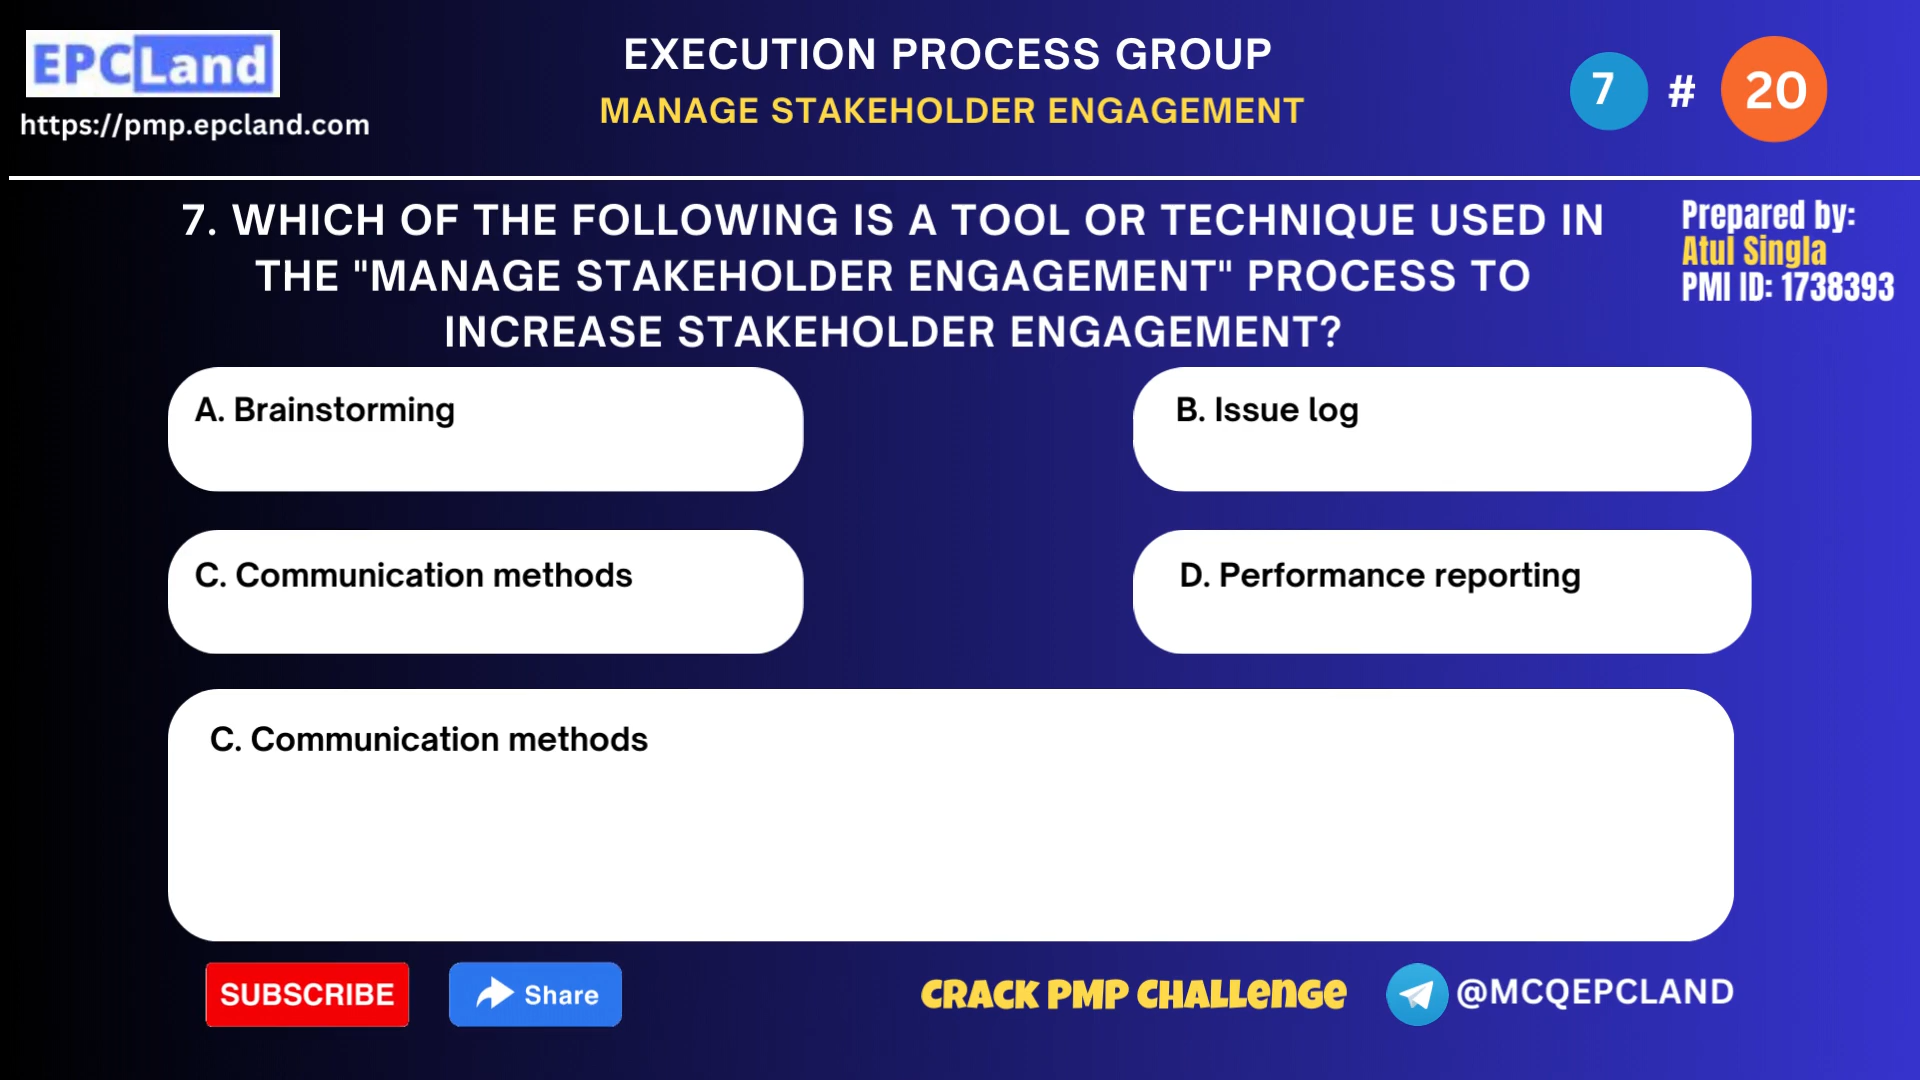 EPCLand
https://pmp.epcland.com
EXECUTION PROCESS GROUP
MANAGE STAKEHOLDER ENGAGEMENT
7 # 20
7. WHICH OF THE FOLLOWING IS A TOOL OR TECHNIQUE USED IN
THE "MANAGE STAKEHOLDER ENGAGEMENT" PROCESS TO
INCREASE STAKEHOLDER ENGAGEMENT?
Prepared by:
Atul Singla
PMI ID: 1738393
A. Brainstorming
B. Issue log
C. Communication methods
D. Performance reporting
C. Communication methods
SUBSCRIBE
Share
CRACK PMP CHALLENGE
@MCQEPCLAND